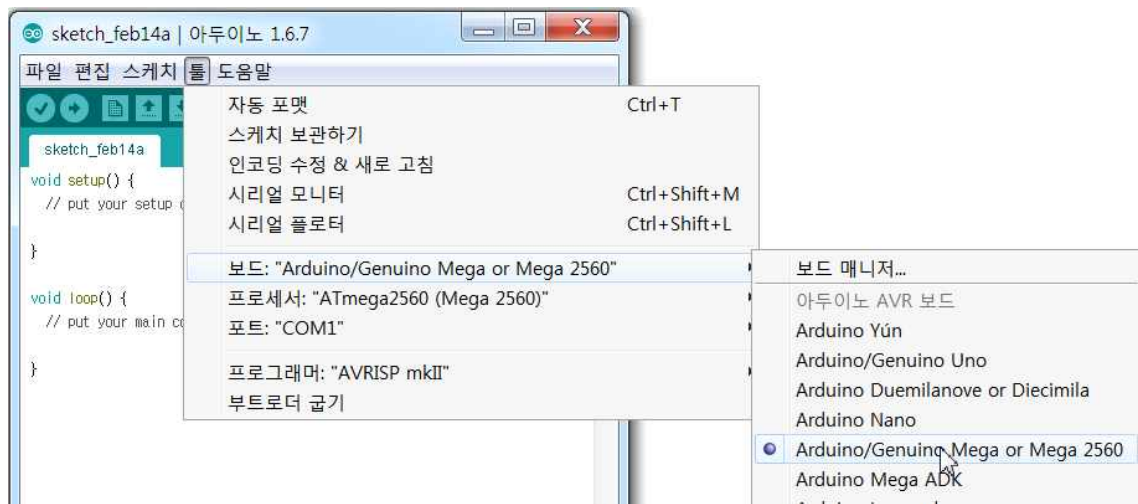 sketch_feb14a | 아두이노 1.6.7
파일 편집 스케치 툴 도움말
sketch_feb14a
void setup() {
// put your setup
}
void loop() {
// put your main
}
자동 포맷 Ctrl+T
스케치 보관하기
인코딩 수정 & 새로 고침
시리얼 모니터 Ctrl+Shift+M
시리얼 플로터 Ctrl+Shift+L
보드: "Arduino/Genuino Mega or Mega 2560"
프로세서: "ATmega2560 (Mega 2560)"
포트: "COM1"
프로그래머: "AVRISP mkII"
부트로더 굽기
보드 매니저...
아두이노 AVR 보드
Arduino Yún
Arduino/Genuino Uno
Arduino Duemilanove or Diecimila
Arduino Nano
Arduino/Genuino Mega or Mega 2560
Arduino Mega ADK